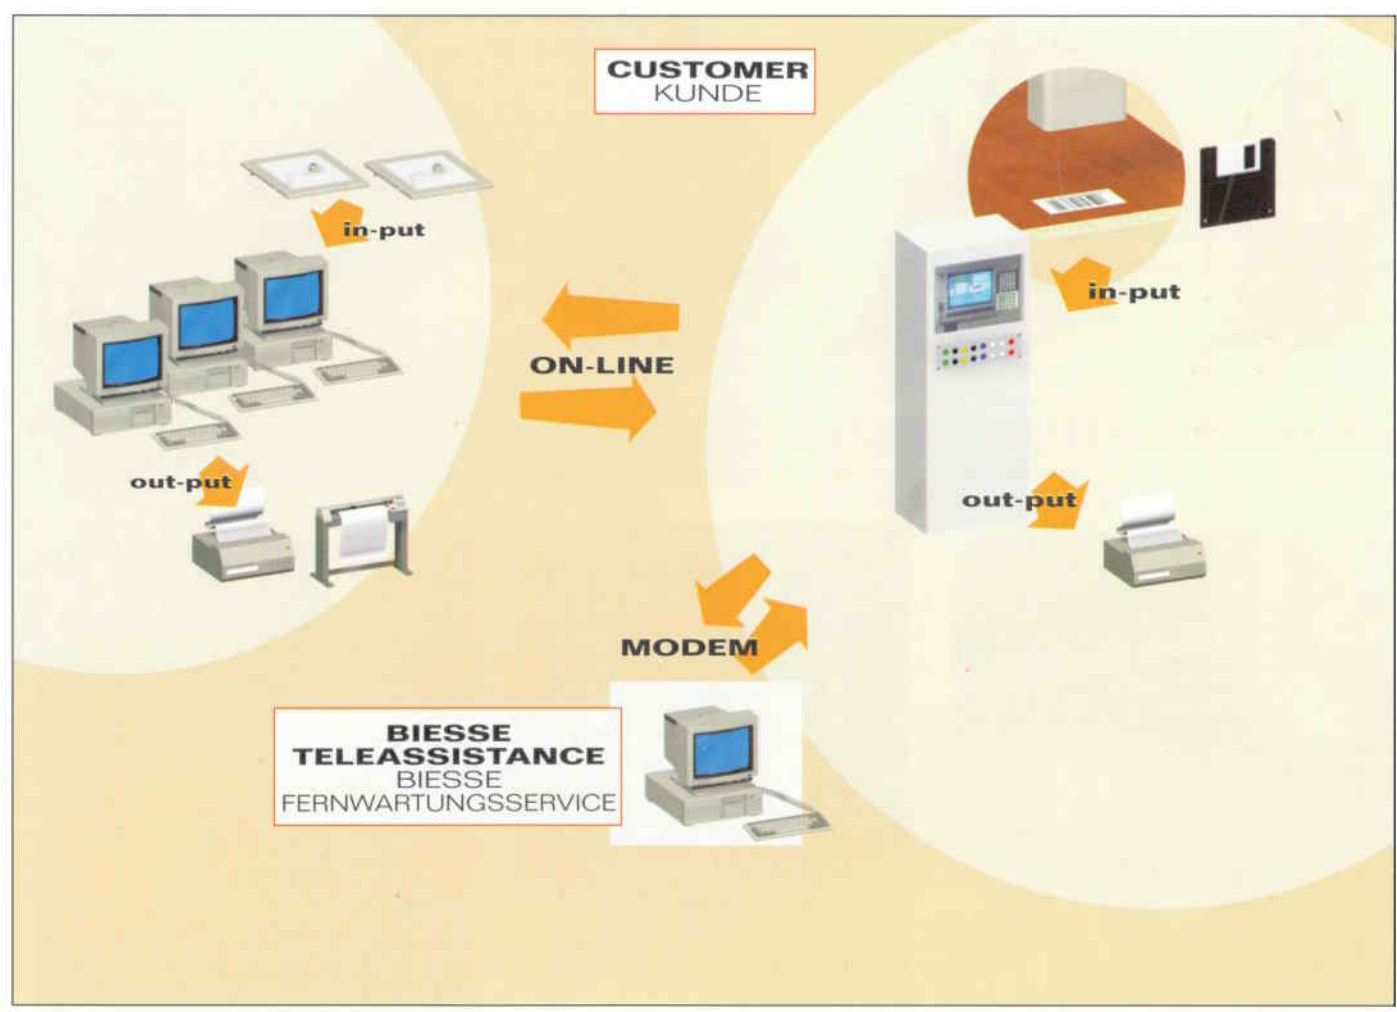 CUSTOMER
KUNDE
in-put
in-put
ON-LINE
out-put
out-put
MODEM
BIESSE
TELEASSISTANCE
BIESSE
FERNWARTUNGSSERVICE